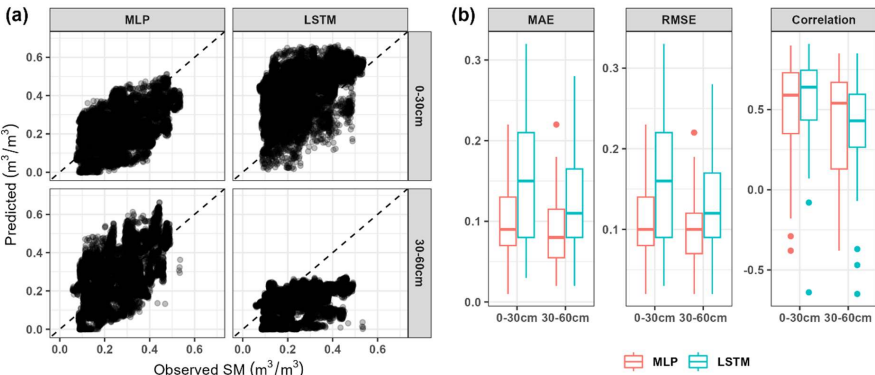 (a)
MLP
LSTM
0.6
0.4
0.2
0.0
0-30cm
0.6
0.4
0.2
0.0
30-60cm
0.0 0.2 0.4 0.6
0.0 0.2 0.4 0.6
Predicted (m³/m³)
Observed SM (m³/m³)
(b)
MAE
RMSE
Correlation
0.3
0.2
0.1
0.0
0.3
0.2
0.1
0.5
0.0
-0.5
0-30cm 30-60cm
0-30cm 30-60cm
0-30cm 30-60cm
MLP
LSTM